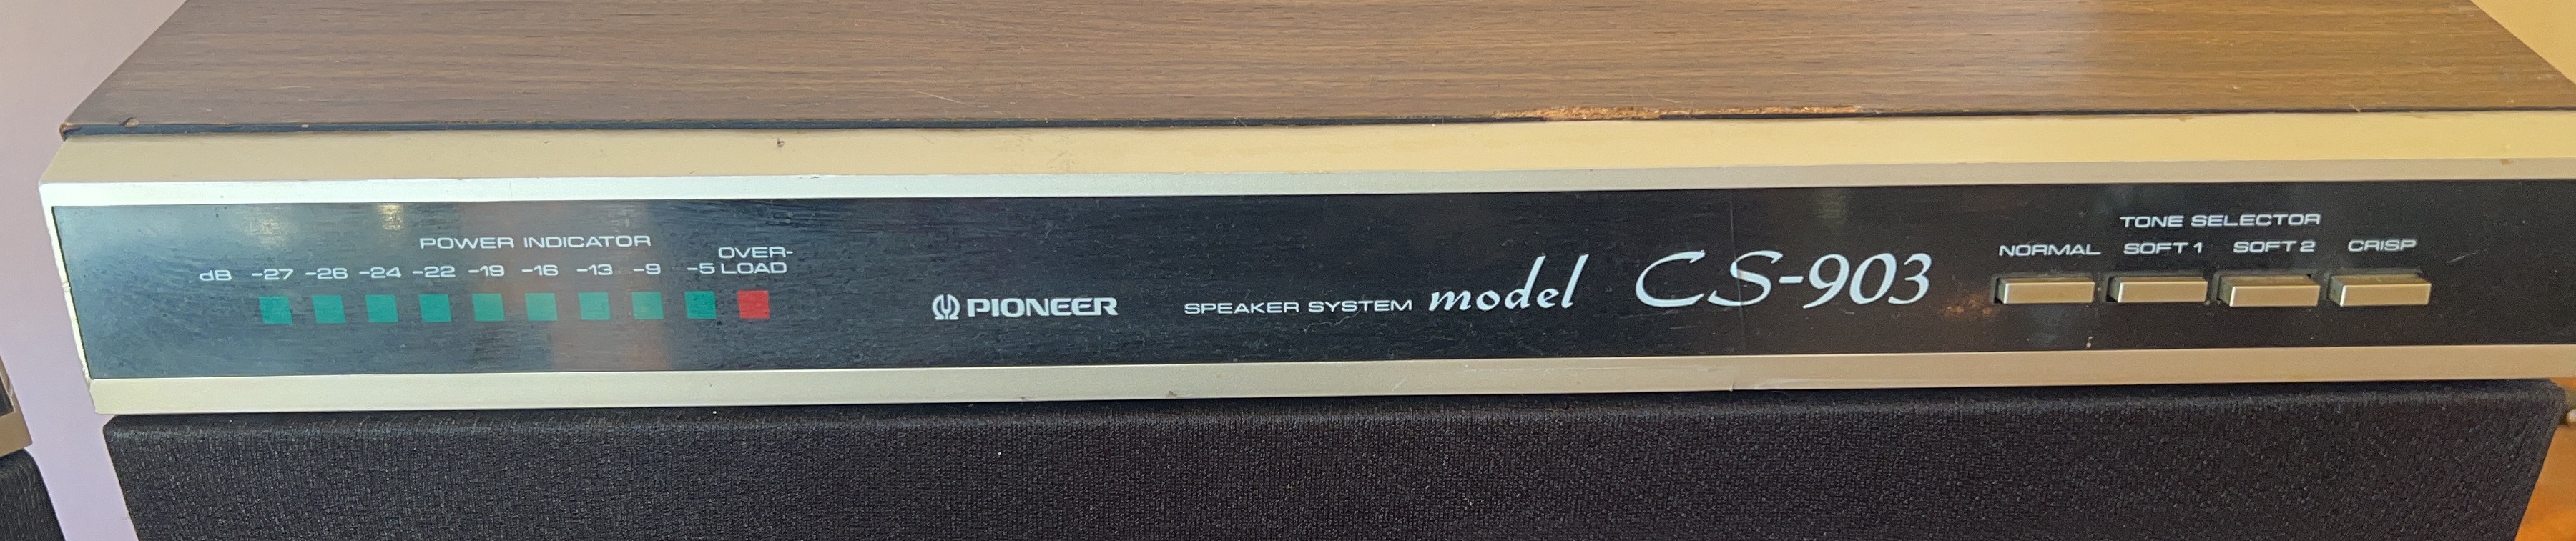 POWER INDICATOR
OVER-
dB -27 -26 -24 -22 -19 -16 -13 -9 -5 LOAD
PIONEER SPEAKER SYSTEM model CS-903
TONE SELECTOR
NORMAL SOFT 1 SOFT 2 CRISP